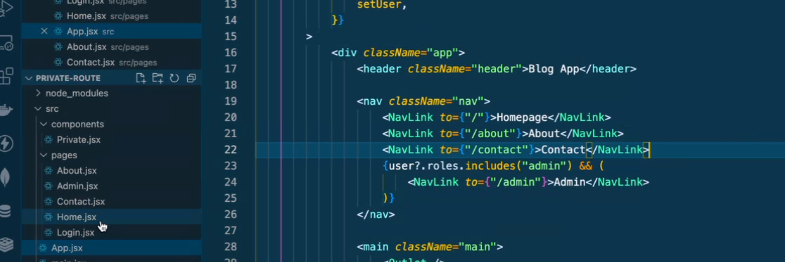 Login.jsx src/pages
Home.jsx src/pages
App.jsx src
About.jsx src/pages
Contact.jsx src/pages
PRIVATE-ROUTE
node_modules
src
components
Private.jsx
pages
About.jsx
Admin.jsx
Contact.jsx
Home.jsx
Login.jsx
App.jsx
13 setUser,
14 }}
15 >
16 <div className="app">
17 <header className="header">Blog App</header>
18
19 <nav className="nav">
20 <NavLink to={"/"}>Homepage</NavLink>
21 <NavLink to={"/about"}>About</NavLink>
22 <NavLink to={"/contact"}>Contact</NavLink>
23 {user?.roles.includes("admin") && (
24 <NavLink to={"/admin"}>Admin</NavLink>
25 )}
26 </nav>
27
28 <main className="main">
<Outlet />